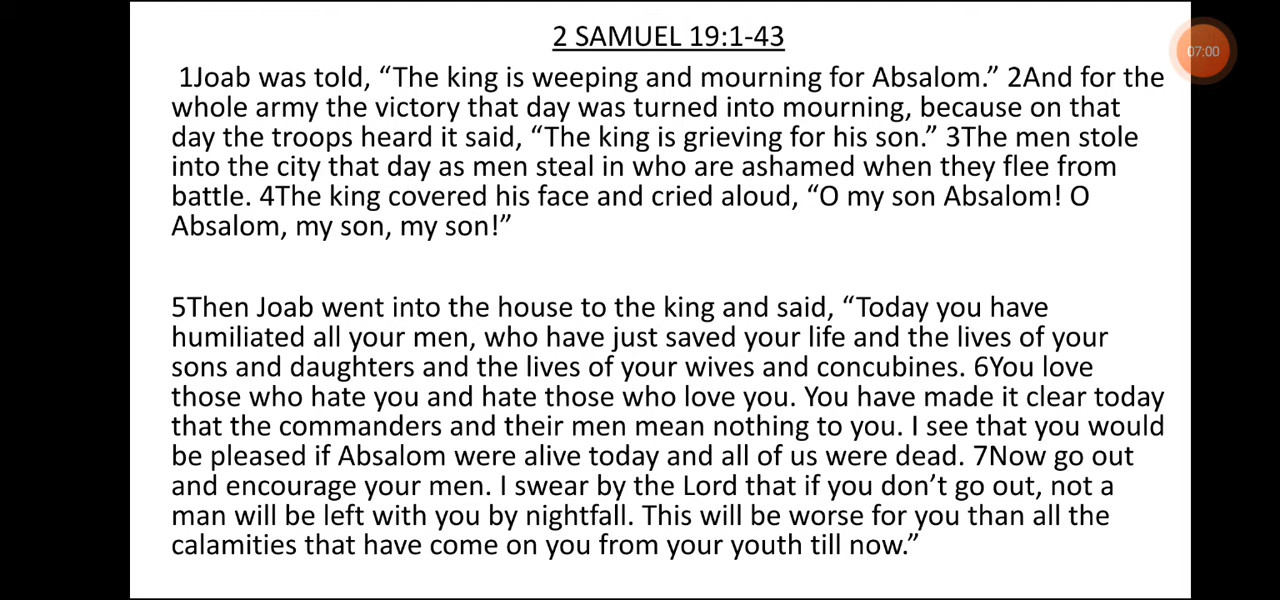 2 SAMUEL 19:1-43
07:00
1Joab was told, “The king is weeping and mourning for Absalom.” 2And for the
whole army the victory that day was turned into mourning, because on that
day the troops heard it said, “The king is grieving for his son.” 3The men stole
into the city that day as men steal in who are ashamed when they flee from
battle. 4The king covered his face and cried aloud, “O my son Absalom! O
Absalom, my son, my son!”
5Then Joab went into the house to the king and said, “Today you have
humiliated all your men, who have just saved your life and the lives of your
sons and daughters and the lives of your wives and concubines. 6You love
those who hate you and hate those who love you. You have made it clear today
that the commanders and their men mean nothing to you. I see that you would
be pleased if Absalom were alive today and all of us were dead. 7Now go out
and encourage your men. I swear by the Lord that if you don’t go out, not a
man will be left with you by nightfall. This will be worse for you than all the
calamities that have come on you from your youth till now.”